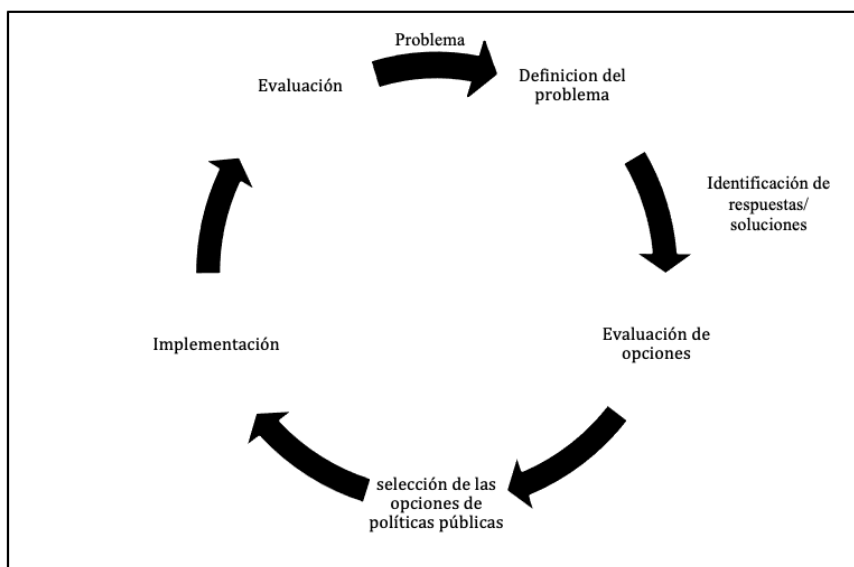 Problema
Definicion del
problema
Identificación de
respuestas/
soluciones
Evaluación de
opciones
selección de las
opciones de
políticas públicas
Implementación
Evaluación